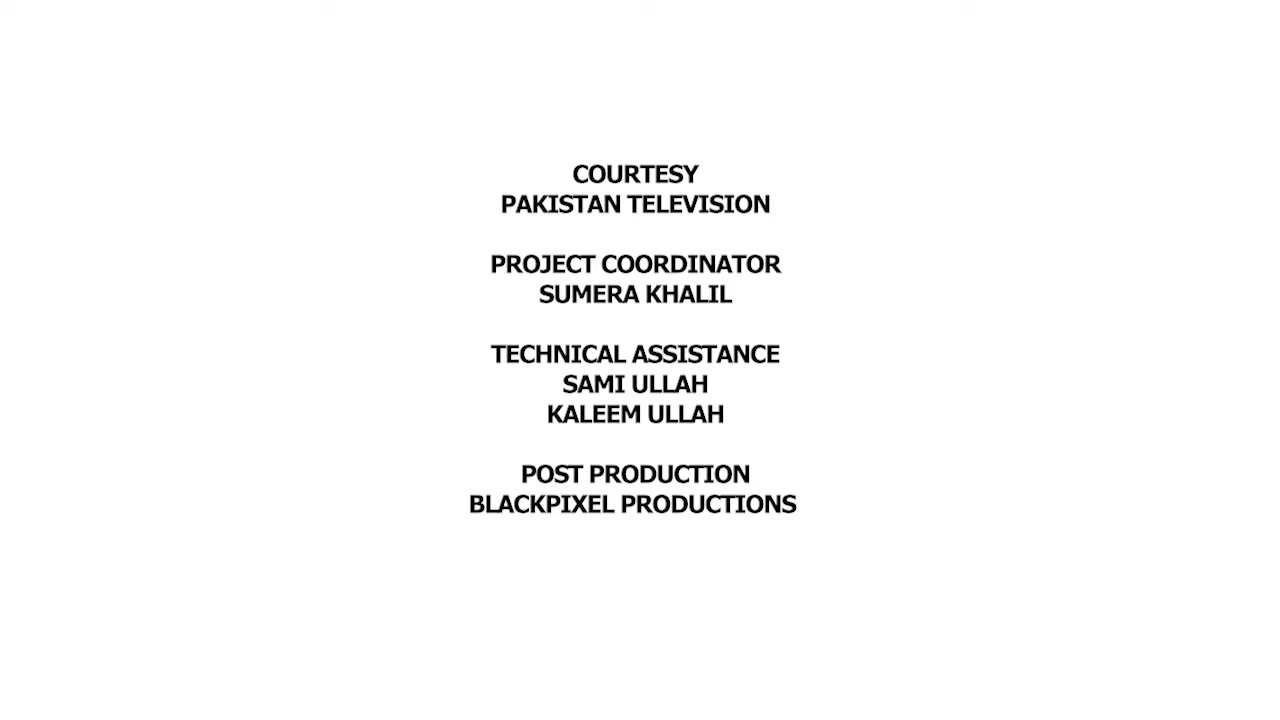 COURTESY
PAKISTAN TELEVISION
PROJECT COORDINATOR
SUMERA KHALIL
TECHNICAL ASSISTANCE
SAMI ULLAH
KALEEM ULLAH
POST PRODUCTION
BLACKPIXEL PRODUCTIONS